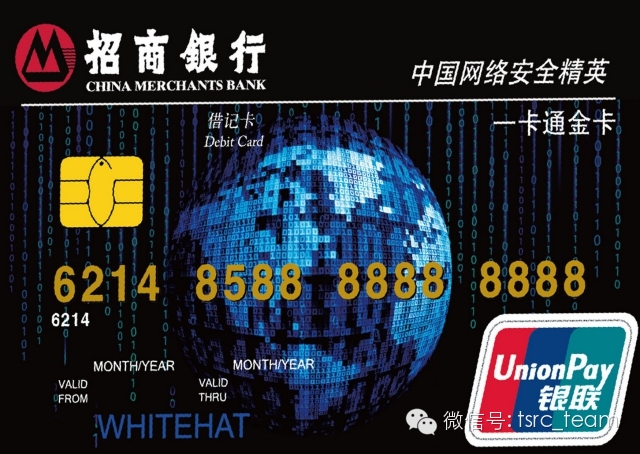 招商銀行
CHINA MERCHANTS BANK
中国网络安全精英
一卡通金卡
借记卡
Debit Card
6214 8588 8888 8888
6214
MONTH/YEAR MONTH/YEAR
VALID FROM VALID THRU
WHITEHAT
UnionPay
银联
微信号: tsrc_team